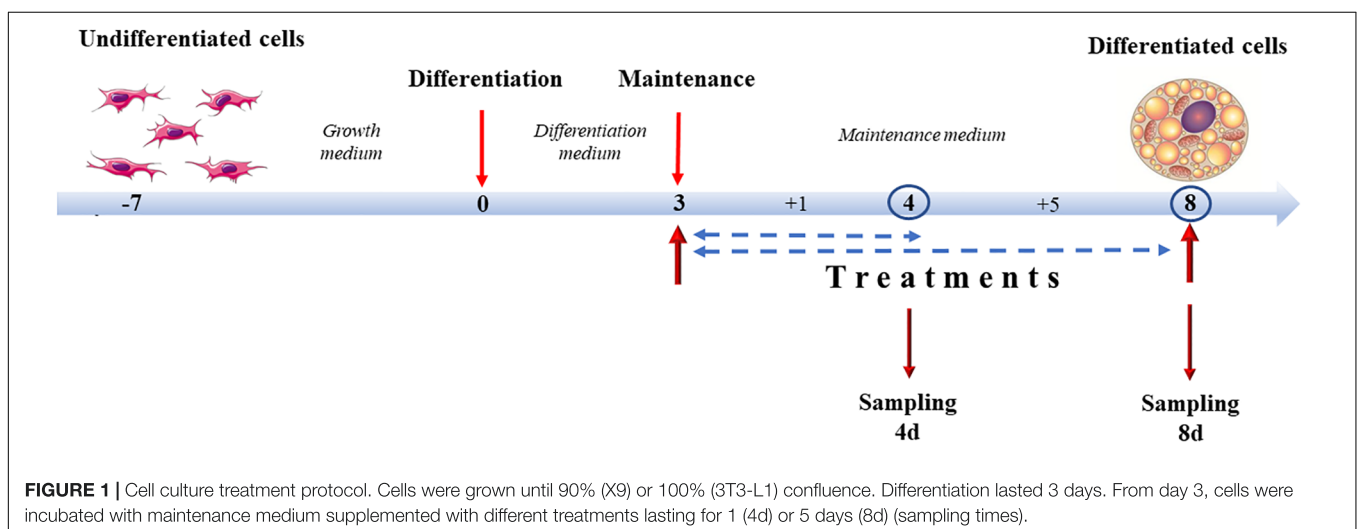 Undifferentiated cells
Differentiated cells
Differentiation
Maintenance
Growth
medium
Differentiation
medium
Maintenance medium
-7
0
3
+1
4
+5
8
Treatments
Sampling
4d
Sampling
8d
FIGURE 1 | Cell culture treatment protocol. Cells were grown until 90% (X9) or 100% (3T3-L1) confluence. Differentiation lasted 3 days. From day 3, cells were
incubated with maintenance medium supplemented with different treatments lasting for 1 (4d) or 5 days (8d) (sampling times).